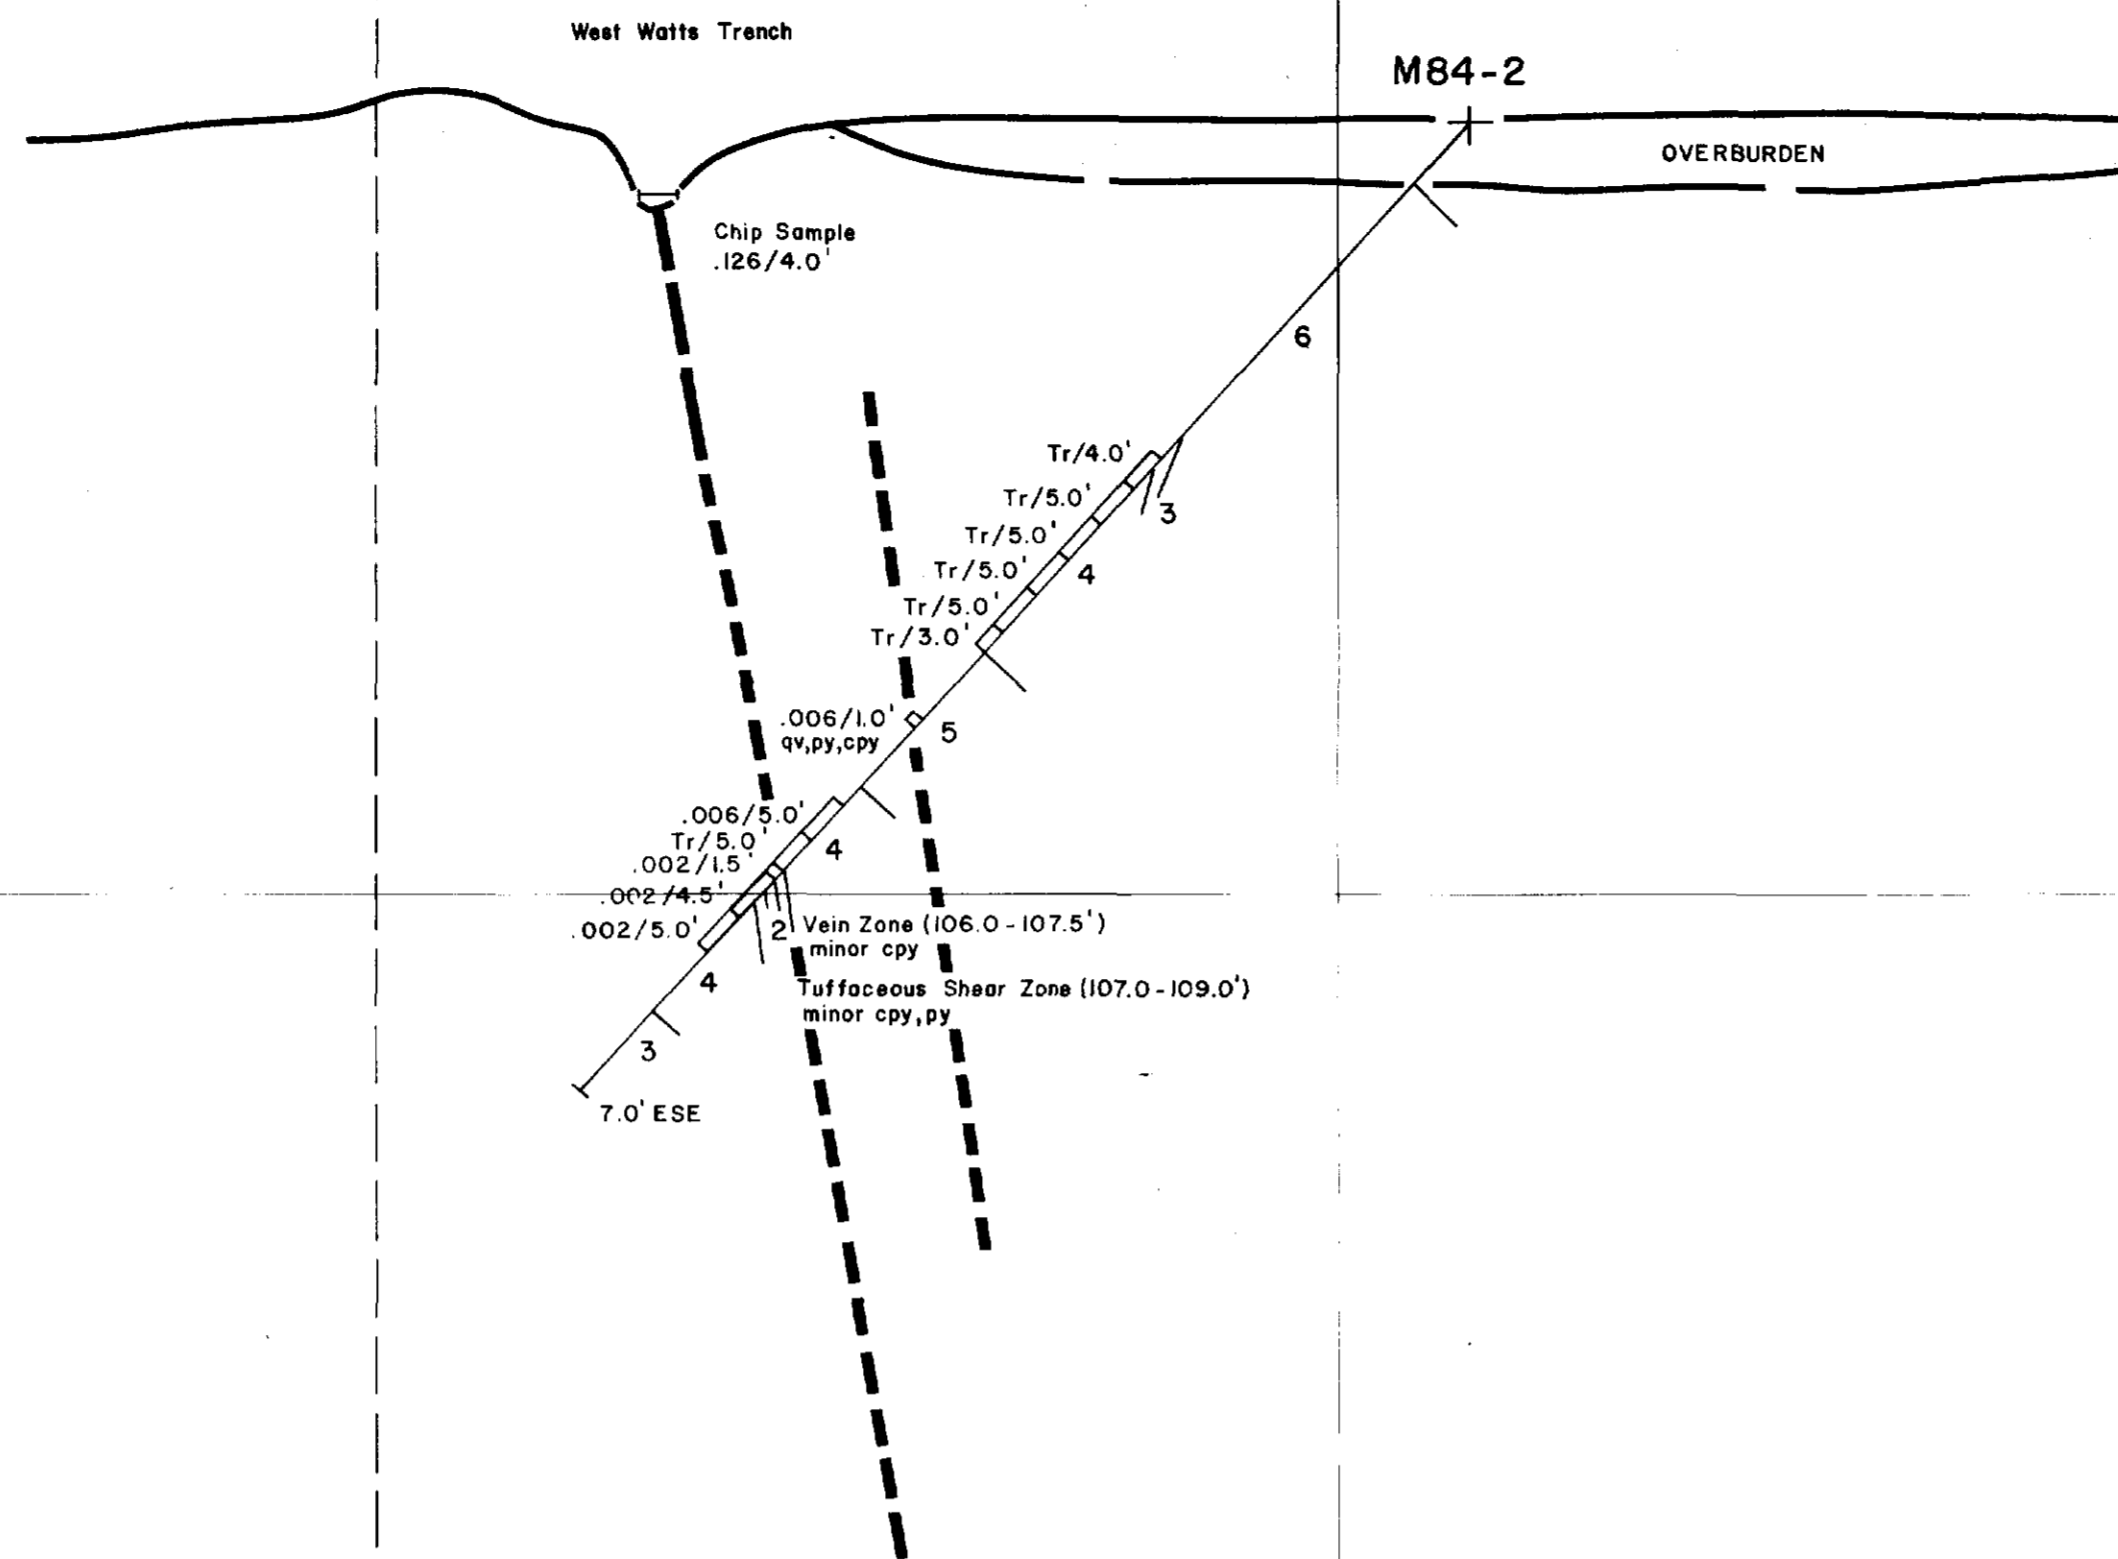 West Watts Trench
M84-2
OVERBURDEN
Chip Sample
.126/4.0'
6
Tr/4.0'
Tr/5.0'
3
Tr/5.0'
Tr/5.0'
4
Tr/5.0'
Tr/3.0'
.006/1.0'
qv,py,cpy
5
.006/5.0'
Tr/5.0'
4
.002/1.5'
.002/4.5'
.002/5.0'
2
Vein Zone (106.0-107.5')
minor cpy
4
Tuffaceous Shear Zone (107.0-109.0')
minor cpy,py
3
7.0' ESE